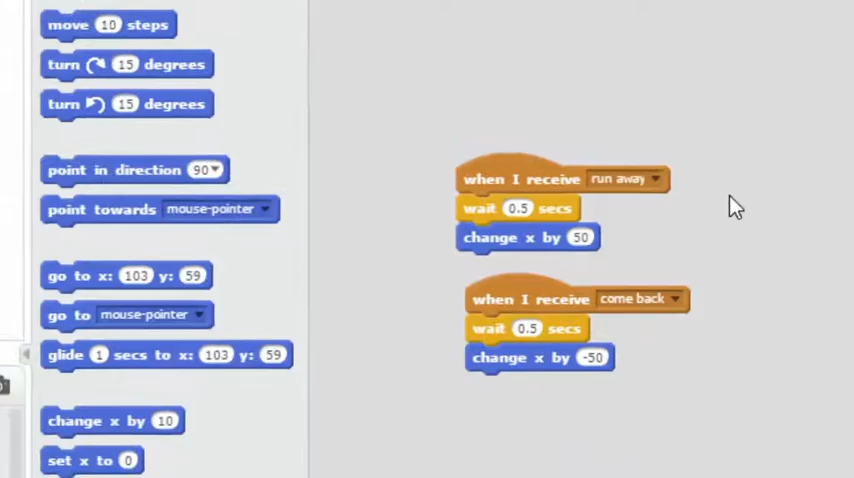 move 10 steps
turn 15 degrees
turn 15 degrees
point in direction 90
point towards mouse-pointer
go to x: 103 y: 59
go to mouse-pointer
glide 1 secs to x: 103 y: 59
change x by 10
set x to 0
when I receive run away
wait 0.5 secs
change x by 50
when I receive come back
wait 0.5 secs
change x by -50